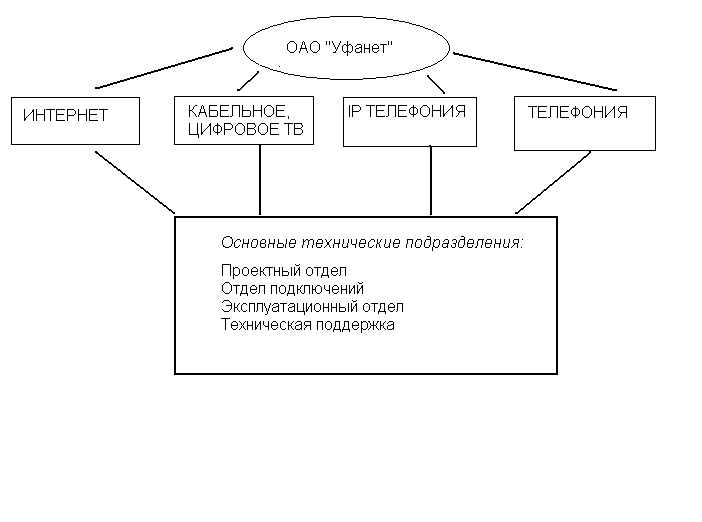 ОАО "Уфанет"
ИНТЕРНЕТ
КАБЕЛЬНОЕ,
ЦИФРОВОЕ ТВ
IP ТЕЛЕФОНИЯ
ТЕЛЕФОНИЯ
Основные технические подразделения:
Проектный отдел
Отдел подключений
Эксплуатационный отдел
Техническая поддержка